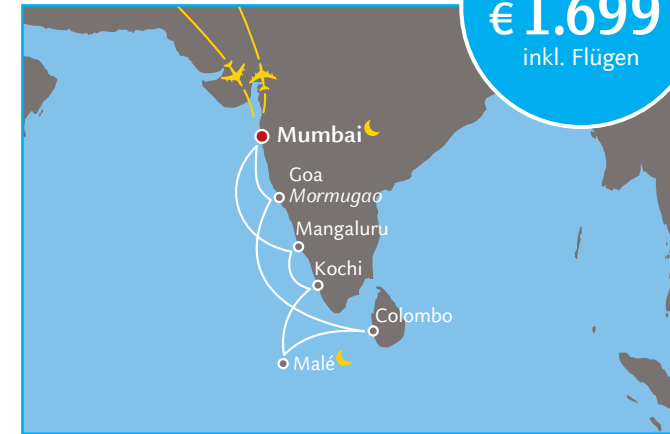 € 1.699
inkl. Flügen
Mumbai
Goa
Mormugao
Mangaluru
Kochi
Colombo
Malé